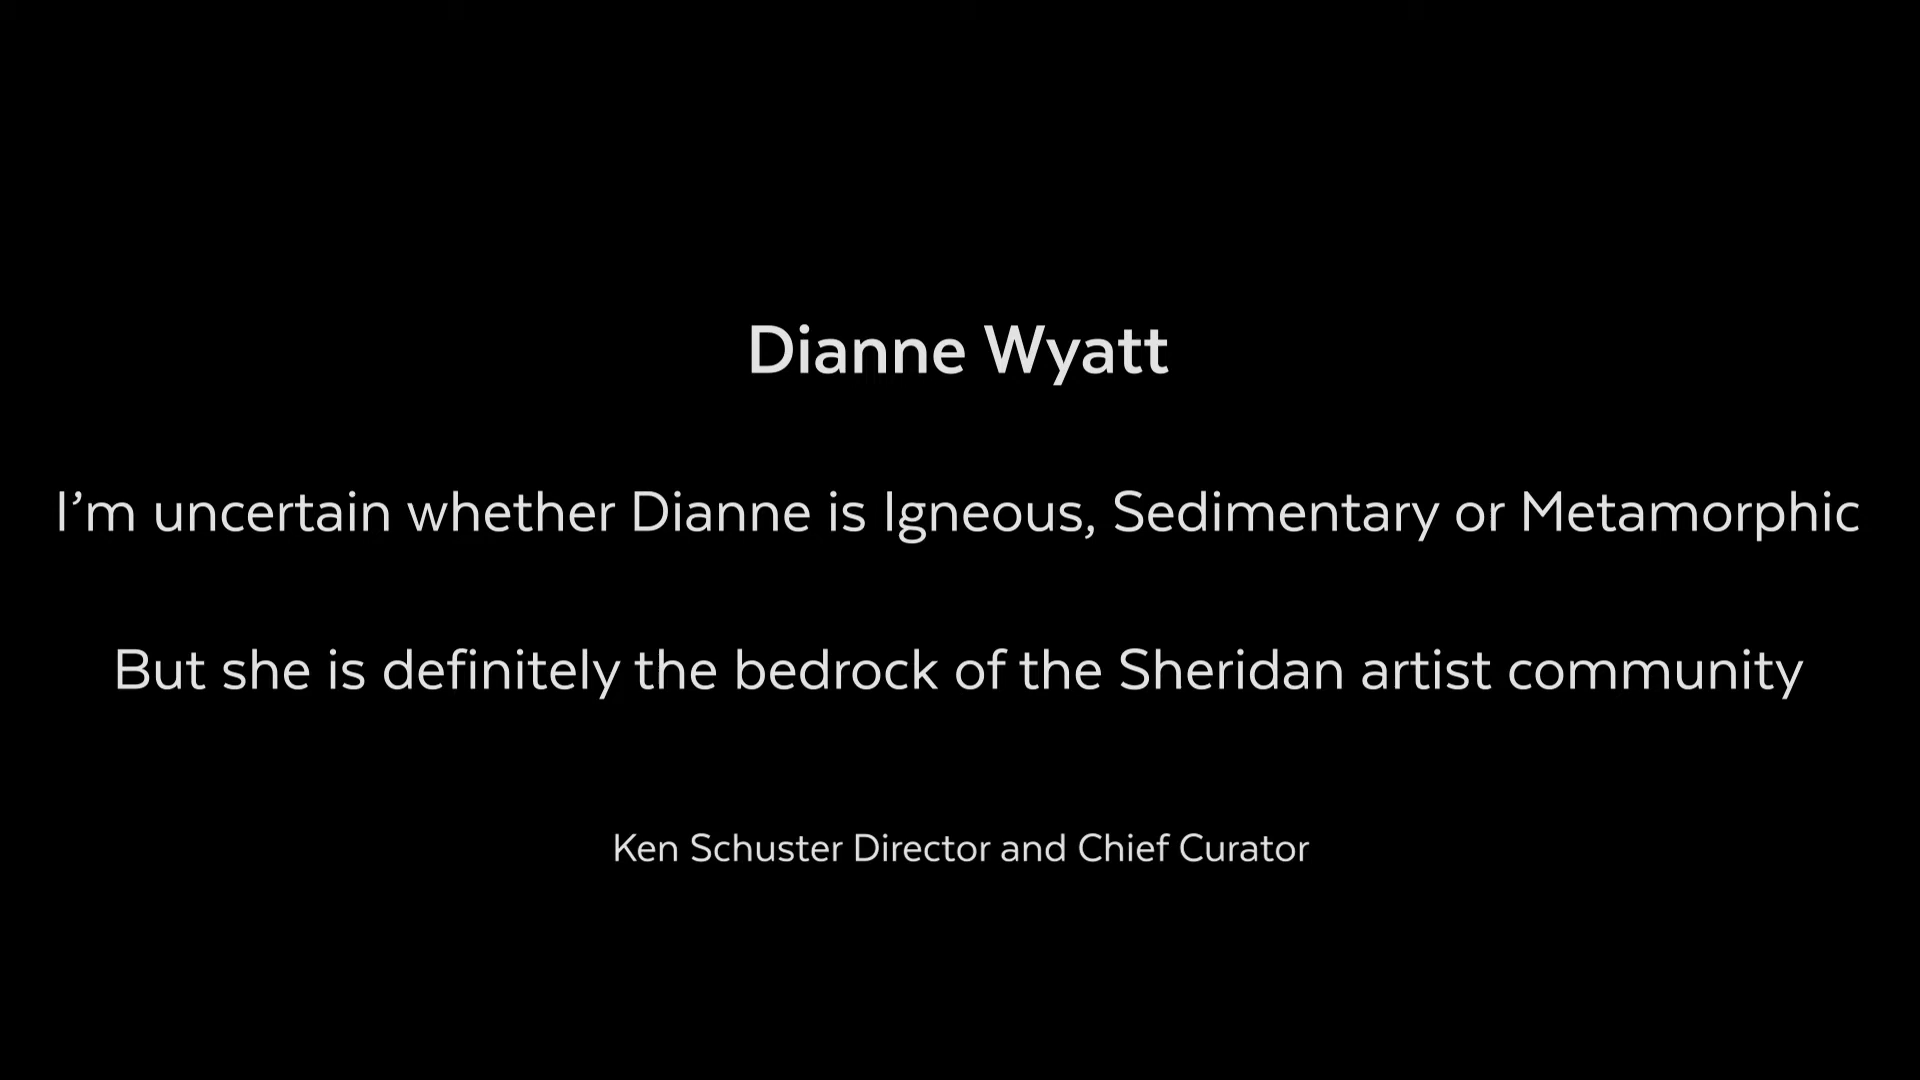 Dianne Wyatt
I’m uncertain whether Dianne is Igneous, Sedimentary or Metamorphic
But she is definitely the bedrock of the Sheridan artist community
Ken Schuster Director and Chief Curator